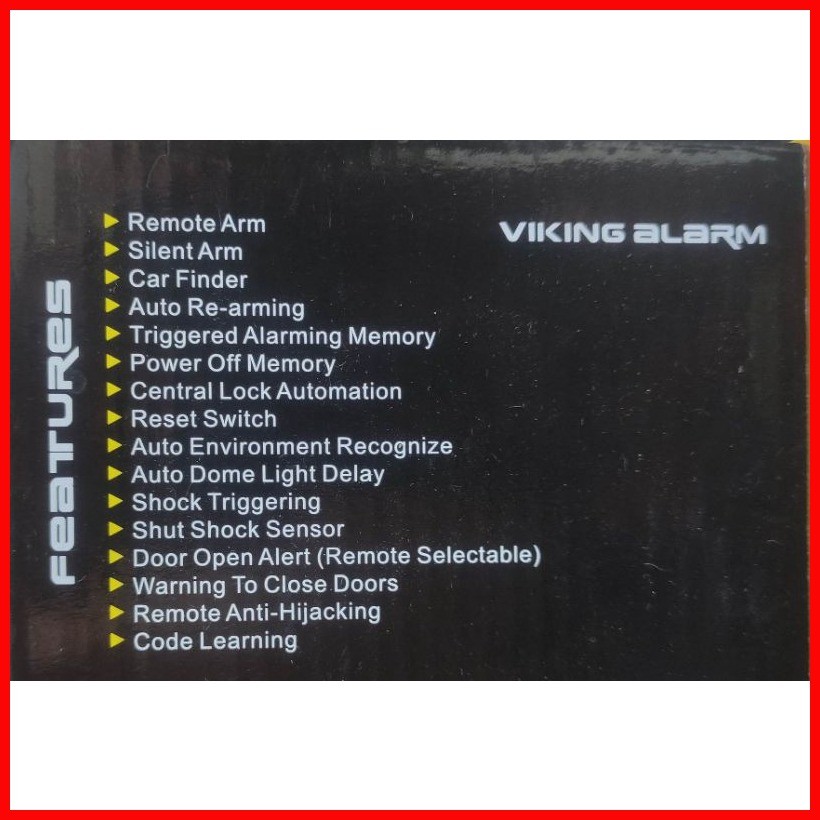 VIKING ALARM
FEATURES
Remote Arm
Silent Arm
Car Finder
Auto Re-arming
Triggered Alarming Memory
Power Off Memory
Central Lock Automation
Reset Switch
Auto Environment Recognize
Auto Dome Light Delay
Shock Triggering
Shut Shock Sensor
Door Open Alert (Remote Selectable)
Warning To Close Doors
Remote Anti-Hijacking
Code Learning